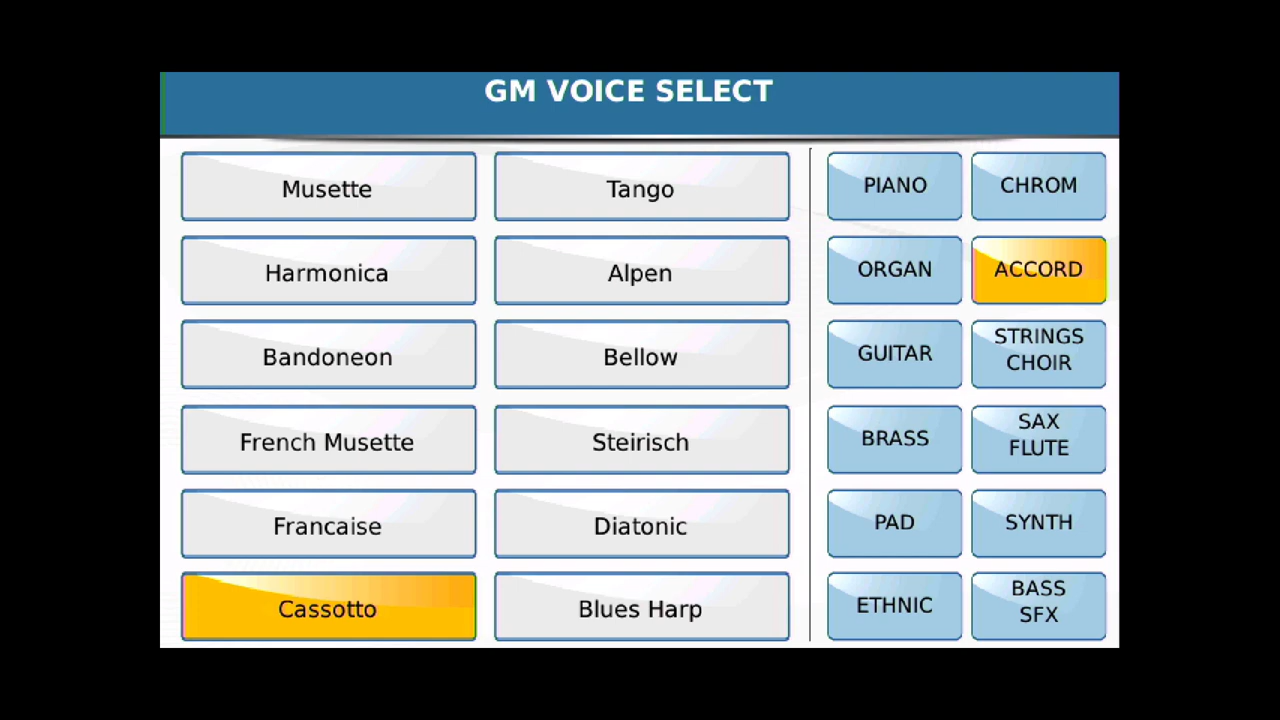 GM VOICE SELECT
Musette
Tango
PIANO
CHROM
Harmonica
Alpen
ORGAN
ACCORD
Bandoneon
Bellow
GUITAR
STRINGS
CHOIR
French Musette
Steirisch
BRASS
SAX
FLUTE
Francaise
Diatonic
PAD
SYNTH
Cassotto
Blues Harp
ETHNIC
BASS
SFX